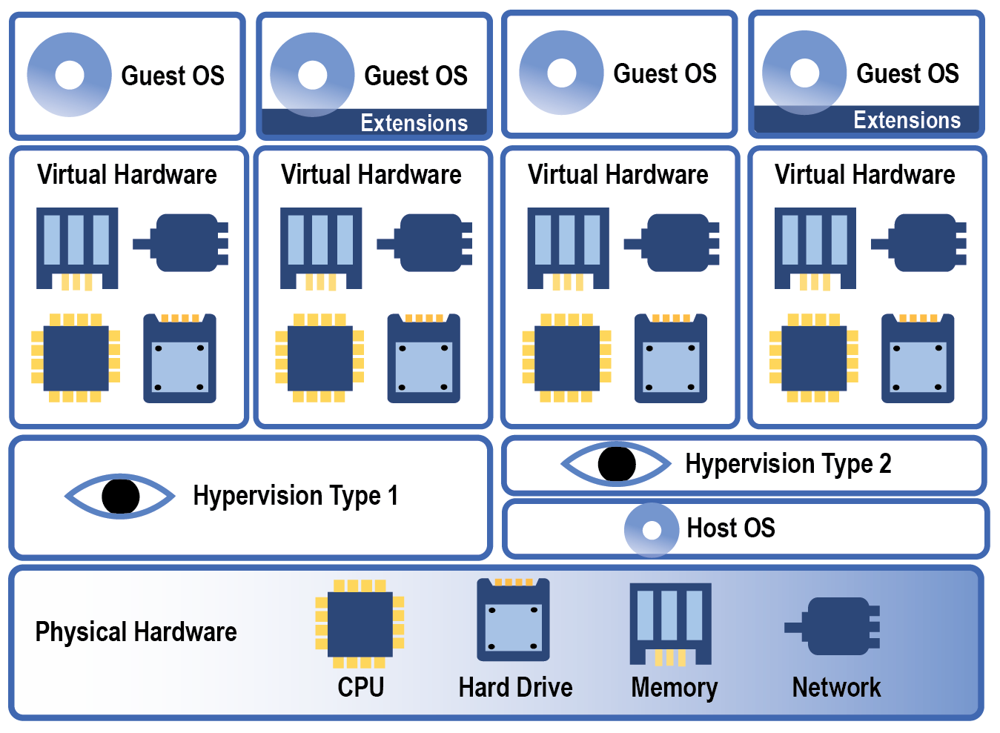 Guest OS
Guest OS
Extensions
Guest OS
Guest OS
Extensions
Virtual Hardware
Virtual Hardware
Virtual Hardware
Virtual Hardware
Hypervision Type 1
Hypervision Type 2
Host OS
Physical Hardware
CPU
Hard Drive
Memory
Network